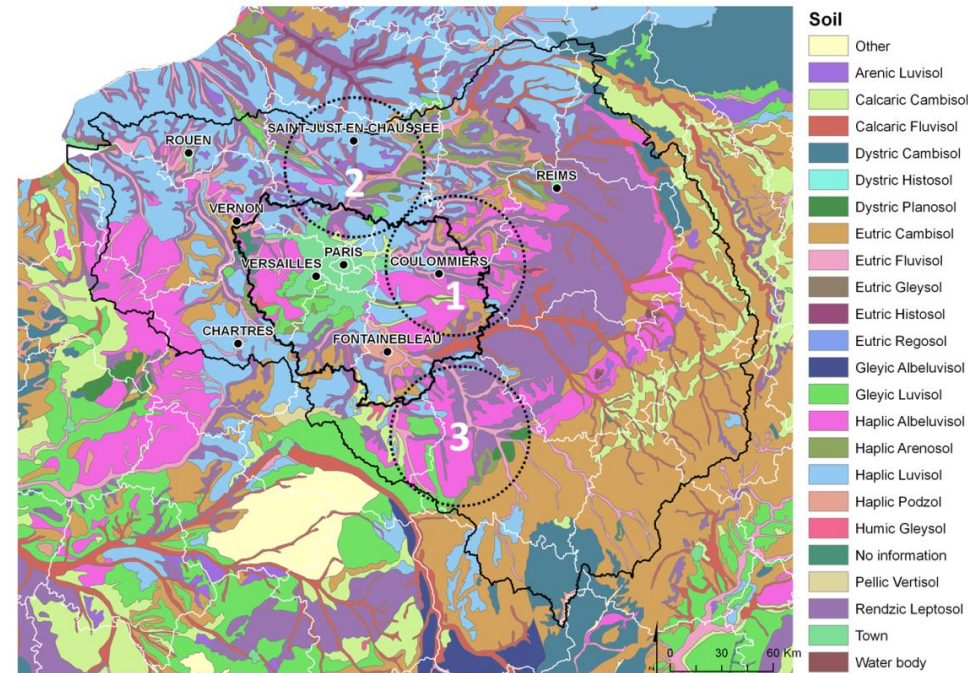 SAINT-JUST-EN-CHAUSSEE
ROUEN
2
REIMS
VERNON
PARIS
VERSAILLES
COULOMMIERS
1
CHARTRES
FONTAINEBLEAU
3
N
0 30 60 Km
Soil
Other
Arenic Luvisol
Calcaric Cambisol
Calcaric Fluvisol
Dystric Cambisol
Dystric Histosol
Dystric Planosol
Eutric Cambisol
Eutric Fluvisol
Eutric Gleysol
Eutric Histosol
Eutric Regosol
Gleyic Albeluvisol
Gleyic Luvisol
Haplic Albeluvisol
Haplic Arenosol
Haplic Luvisol
Haplic Podzol
Humic Gleysol
No information
Pellic Vertisol
Rendzic Leptosol
Town
Water body